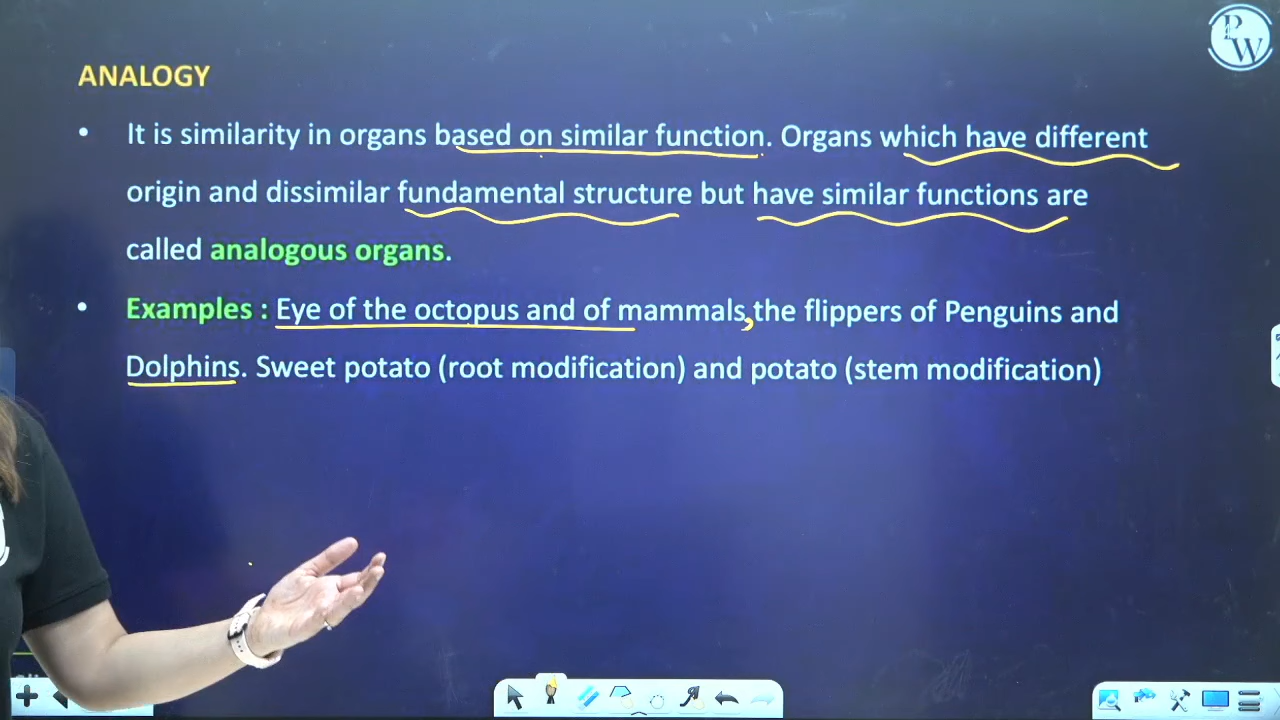 PW
ANALOGY
• It is similarity in organs based on similar function. Organs which have different
origin and dissimilar fundamental structure but have similar functions are
called analogous organs.
• Examples : Eye of the octopus and of mammals,the flippers of Penguins and
Dolphins. Sweet potato (root modification) and potato (stem modification)